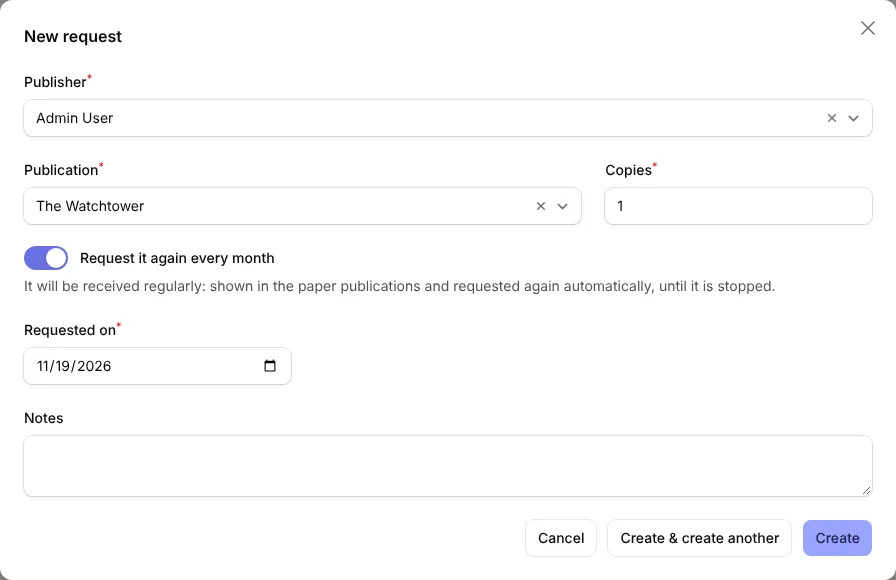 New request
Publisher*
Admin User
Publication*
Copies*
The Watchtower
1
Request it again every month
It will be received regularly: shown in the paper publications and requested again automatically, until it is stopped.
Requested on*
11/19/2026
Notes
Cancel
Create & create another
Create